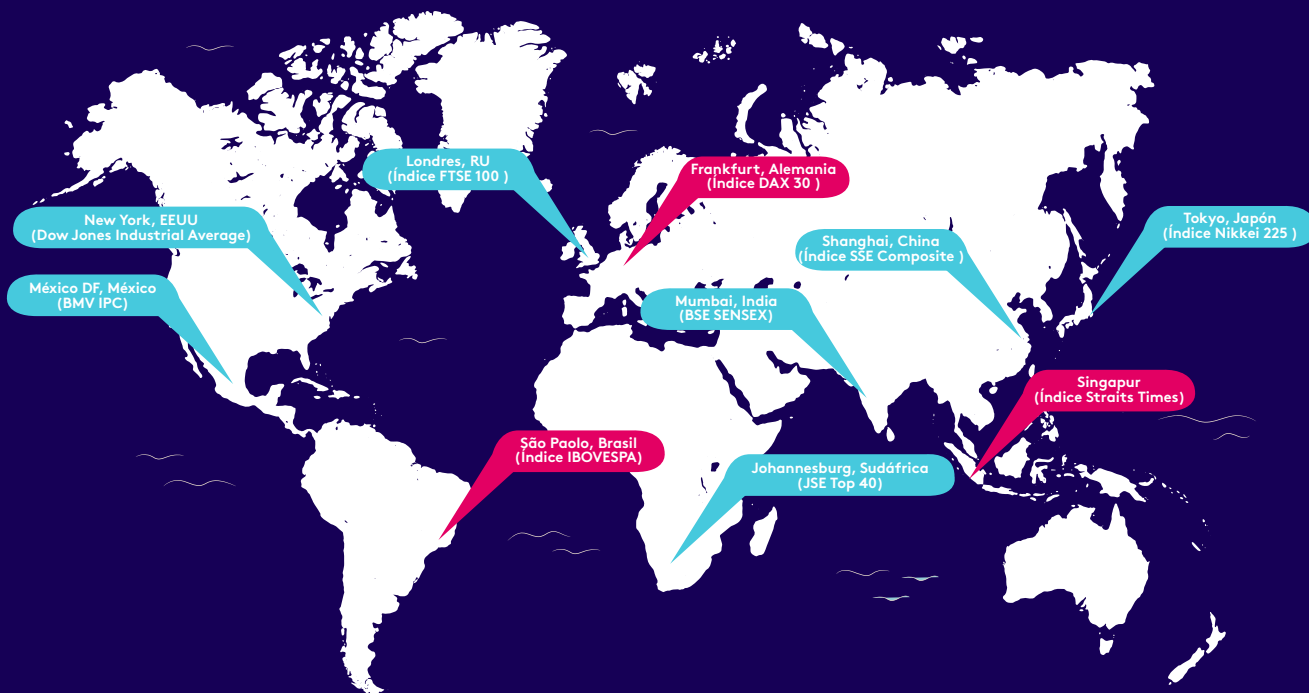 Londres, RU
(Índice FTSE 100 )
Frankfurt, Alemania
(Índice DAX 30 )
New York, EEUU
(Dow Jones Industrial Average)
Tokyo, Japón
(Índice Nikkei 225 )
Shanghai, China
(Índice SSE Composite )
México DF, México
(BMV IPC)
Mumbai, India
(BSE SENSEX)
Singapur
(Índice Straits Times)
São Paolo, Brasil
(Índice IBOVESPA)
Johannesburg, Sudáfrica
(JSE Top 40)